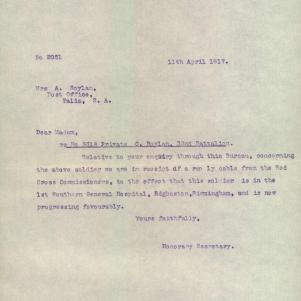 No 2051
11th April 1917.
Mrs A. Boylan,
Post Office,
Talia, S. A.
Dear Madam,
re No 5018 Private C. Boylan, 32nd Battalion.
Relative to your enquiry through this Bureau, concerning
the above soldier we are in receipt of a reply cable from the Red
Cross Commissioners, to the effect that this soldier is in the
1st Southern General Hospital, Edgbaston,Birmingham, and is now
progressing favourably.
Yours faithfully,
Honorary Secretary.